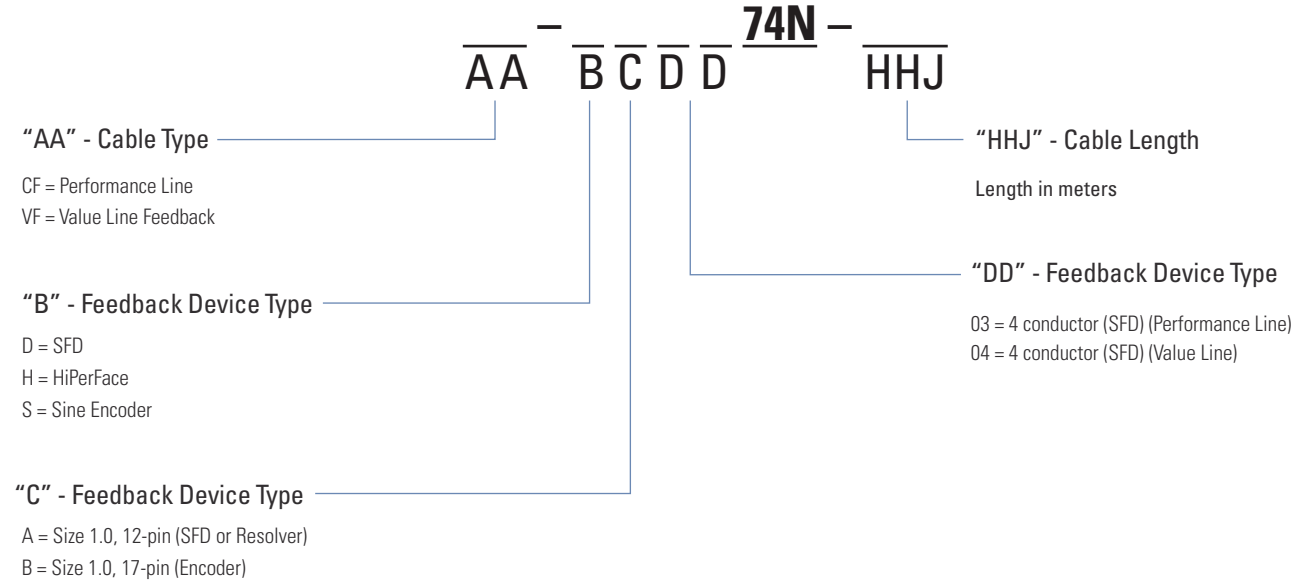 AA – B C D D 74N – HHJ
“AA” - Cable Type
CF = Performance Line
VF = Value Line Feedback
“B” - Feedback Device Type
D = SFD
H = HiPerFace
S = Sine Encoder
“C” - Feedback Device Type
A = Size 1.0, 12-pin (SFD or Resolver)
B = Size 1.0, 17-pin (Encoder)
“HHJ” - Cable Length
Length in meters
“DD” - Feedback Device Type
03 = 4 conductor (SFD) (Performance Line)
04 = 4 conductor (SFD) (Value Line)